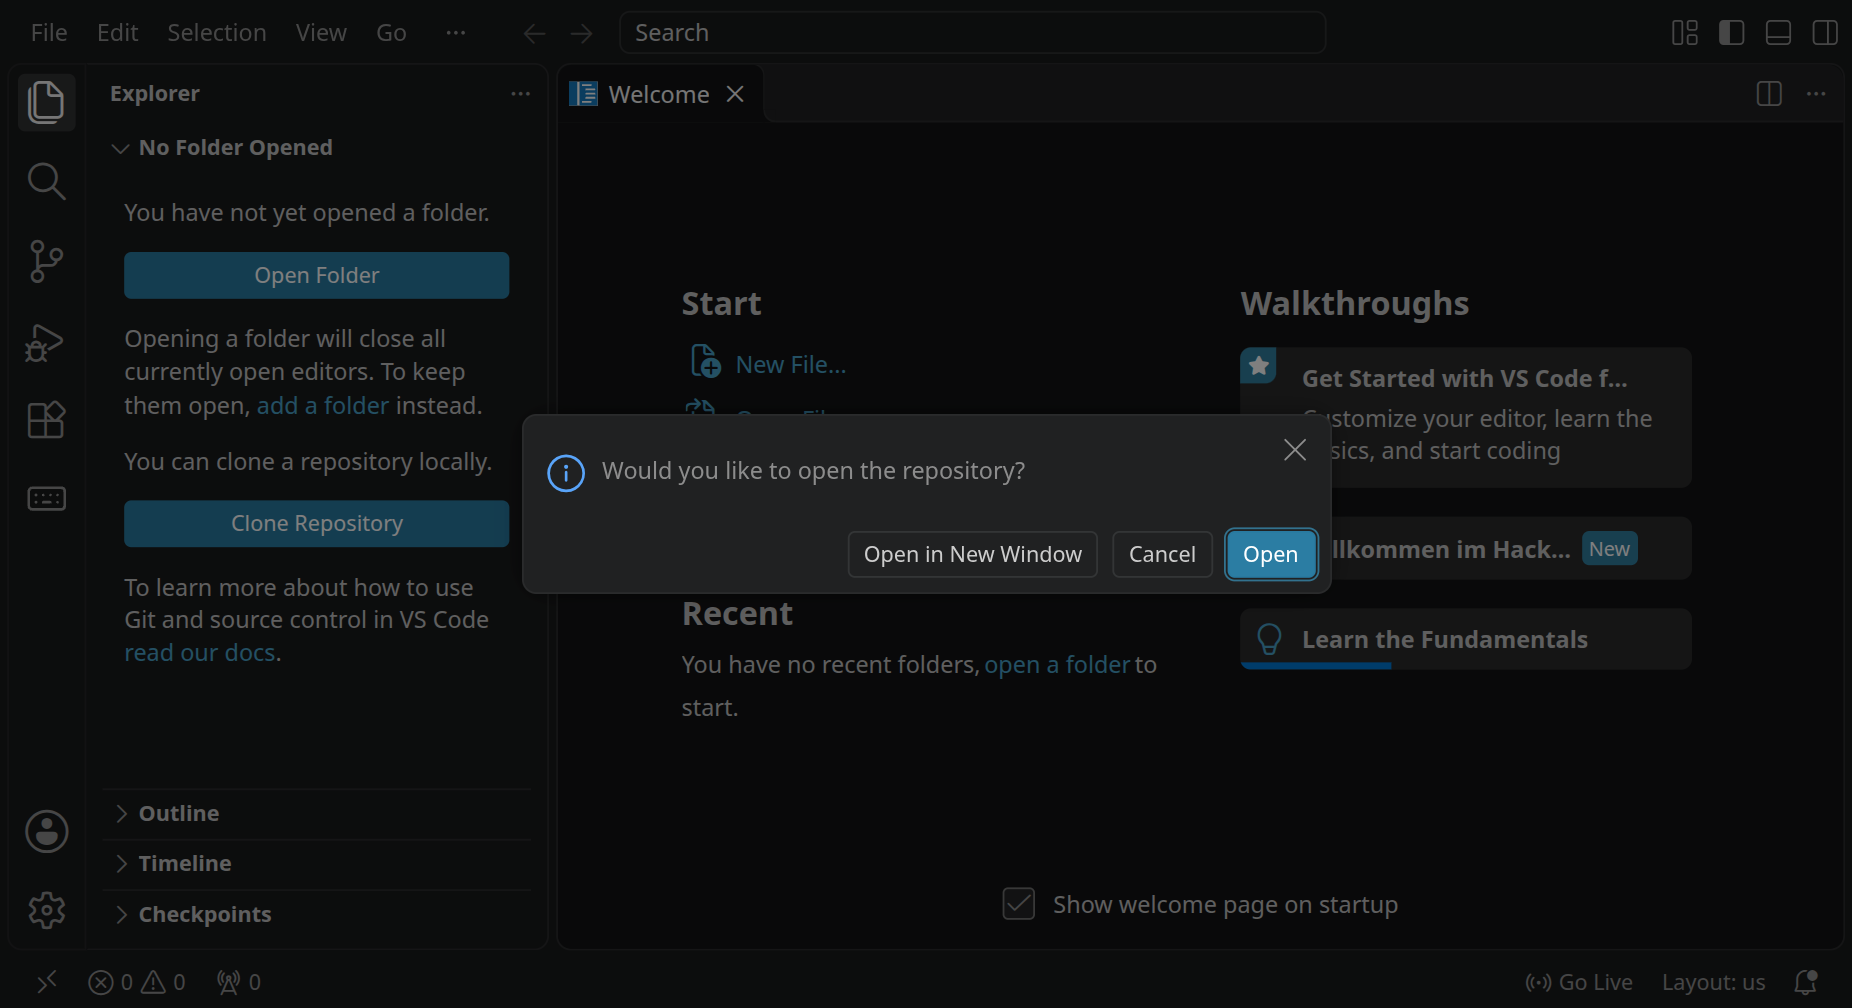 File Edit Selection View Go ···
Search
Explorer
No Folder Opened
You have not yet opened a folder.
Open Folder
Opening a folder will close all
currently open editors. To keep
them open, add a folder instead.
You can clone a repository locally.
Clone Repository
To learn more about how to use
Git and source control in VS Code
read our docs.
Outline
Timeline
Checkpoints
Welcome
Start
New File...
Recent
You have no recent folders, open a folder to
start.
Walkthroughs
Get Started with VS Code f...
Customize your editor, learn the
sics, and start coding
llkommen im Hack... New
Learn the Fundamentals
Would you like to open the repository?
Open in New Window Cancel Open
Show welcome page on startup
0 0 0
Go Live Layout: us